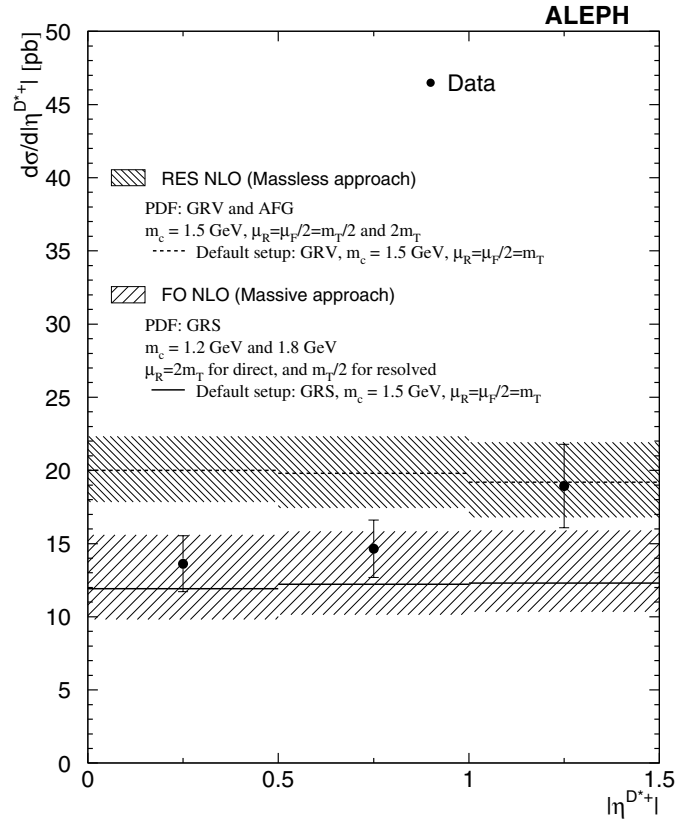 ALEPH
dσ/d|η^{D*+}| [pb]
50
45
40
35
30
25
20
15
10
5
0
Data
RES NLO (Massless approach)
PDF: GRV and AFG
m_c = 1.5 GeV, μ_R=μ_F/2=m_T/2 and 2m_T
Default setup: GRV, m_c = 1.5 GeV, μ_R=μ_F/2=m_T
FO NLO (Massive approach)
PDF: GRS
m_c = 1.2 GeV and 1.8 GeV
μ_R=2m_T for direct, and m_T/2 for resolved
Default setup: GRS, m_c = 1.5 GeV, μ_R=μ_F/2=m_T
0
0.5
1
1.5
|η^{D*+}|